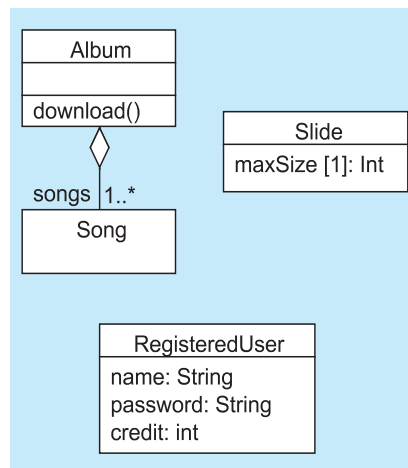 Album
download()
songs 1..*
Song
Slide
maxSize [1]: Int
RegisteredUser
name: String
password: String
credit: int